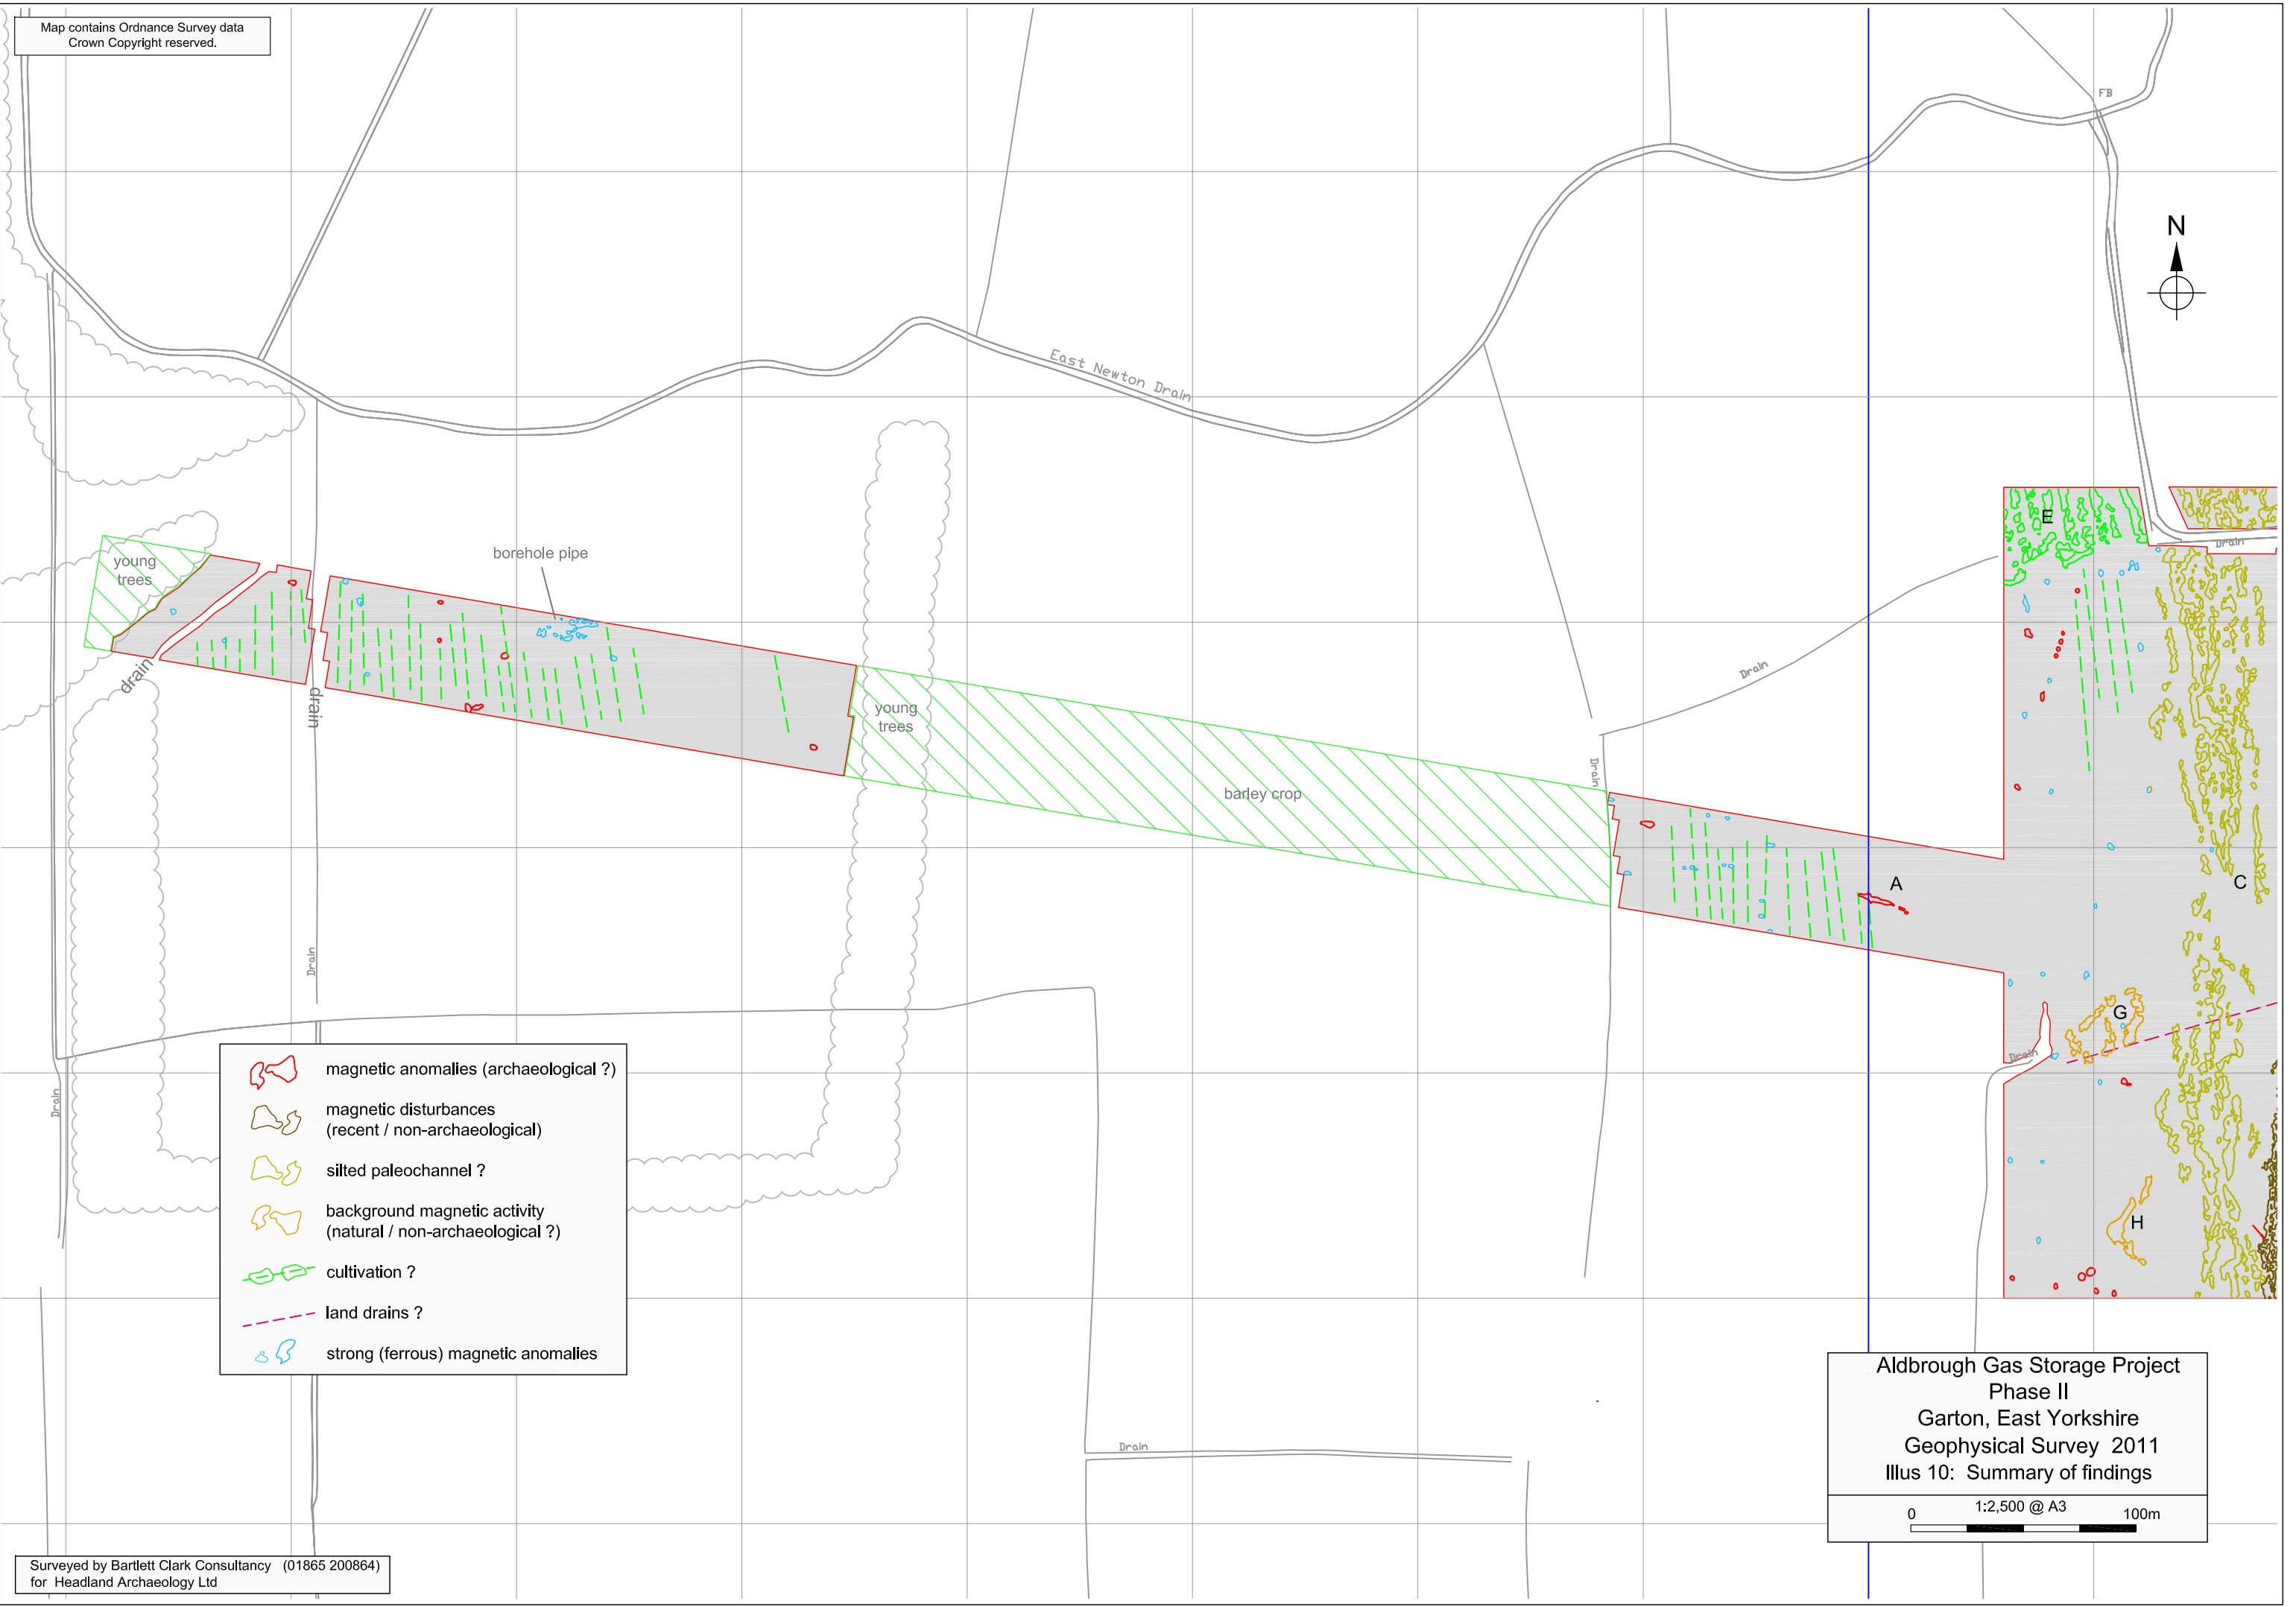 Map contains Ordnance Survey data
Crown Copyright reserved.
FB
N
East Newton Drain
E
Drain
borehole pipe
young
trees
drain
drain
young
trees
Drain
Drain
barley crop
A
C
Drain
G
Drain
Drain
H
magnetic anomalies (archaeological ?)
magnetic disturbances
(recent / non-archaeological)
silted paleochannel ?
background magnetic activity
(natural / non-archaeological ?)
cultivation ?
land drains ?
strong (ferrous) magnetic anomalies
Drain
Aldbrough Gas Storage Project
Phase II
Garton, East Yorkshire
Geophysical Survey 2011
Illus 10: Summary of findings
1:2,500 @ A3
0 100m
Surveyed by Bartlett Clark Consultancy (01865 200864)
for Headland Archaeology Ltd